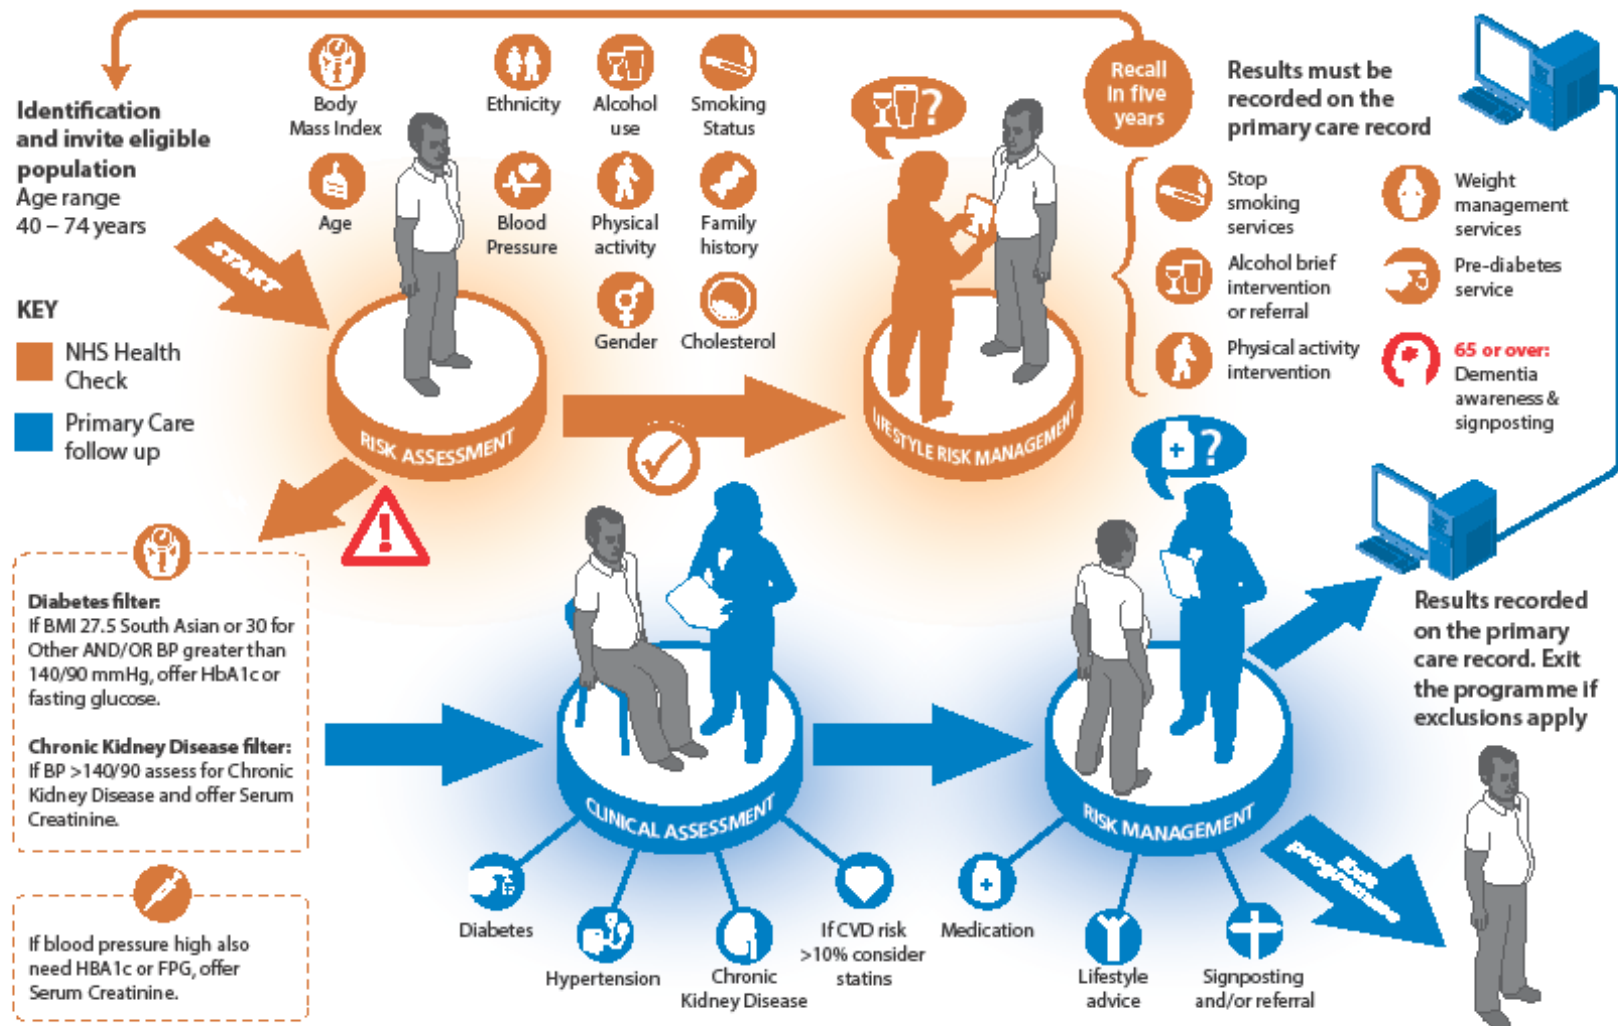 Identification
and invite eligible
population
Age range
40 – 74 years
START
KEY
NHS Health
Check
Primary Care
follow up
Body
Mass Index
Ethnicity
Alcohol
use
Smoking
Status
Age
Blood
Pressure
Physical
activity
Family
history
Gender
Cholesterol
RISK ASSESSMENT
?
LIFESTYLE RISK MANAGEMENT
Recall
in five
years
Results must be
recorded on the
primary care record
Stop
smoking
services
Alcohol brief
intervention
or referral
Physical activity
intervention
Weight
management
services
Pre-diabetes
service
65 or over:
Dementia
awareness &
signposting
!
Diabetes filter:
If BMI 27.5 South Asian or 30 for
Other AND/OR BP greater than
140/90 mmHg, offer HbA1c or
fasting glucose.
Chronic Kidney Disease filter:
If BP >140/90 assess for Chronic
Kidney Disease and offer Serum
Creatinine.
If blood pressure high also
need HBA1c or FPG, offer
Serum Creatinine.
CLINICAL ASSESSMENT
Diabetes
Hypertension
Chronic
Kidney Disease
If CVD risk
>10% consider
statins
?
RISK MANAGEMENT
Medication
Lifestyle
advice
Signposting
and/or referral
Results recorded
on the primary
care record. Exit
the programme if
exclusions apply
Exit
programme